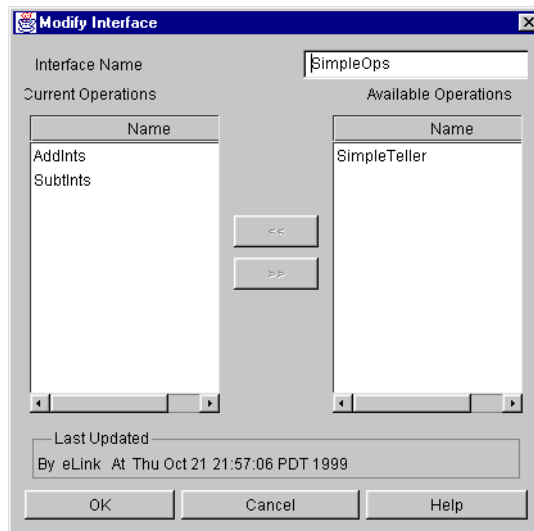 Modify Interface
Interface Name
SimpleOps
Current Operations
Available Operations
Name
Name
AddInts
SubtInts
SimpleTeller
<<
>>
Last Updated
By eLink At Thu Oct 21 21:57:06 PDT 1999
OK
Cancel
Help